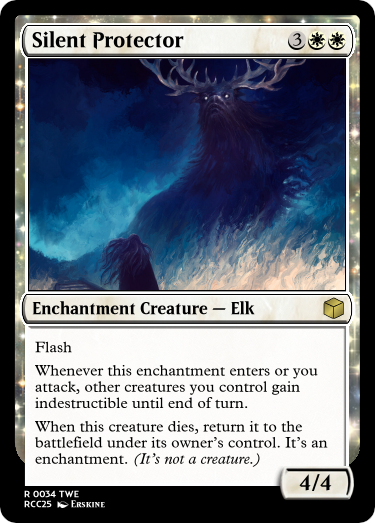 Silent Protector 3
Enchantment Creature — Elk
Flash
Whenever this enchantment enters or you
attack, other creatures you control gain
indestructible until end of turn.
When this creature dies, return it to the
battlefield under its owner's control. It's an
enchantment. (It's not a creature.)
4/4
R 0034 TWE
RCC25 Erskine